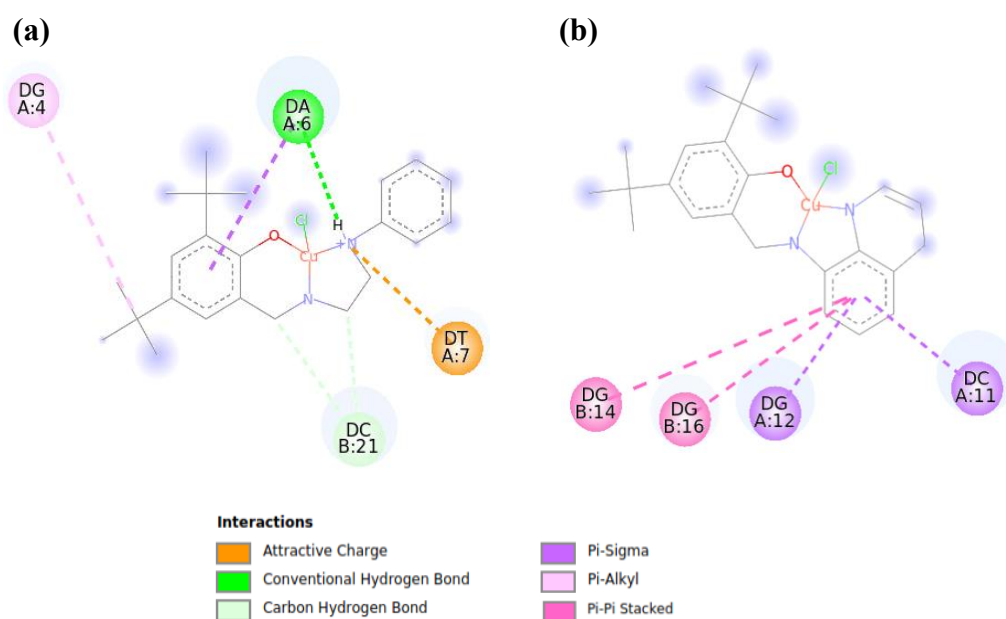 (a)
(b)
DG
A:4
DA
A:6
Cl
H
O
Cu
+N
N
DT
A:7
DC
B:21
O
Cl
Cu
N
N
DG
B:14
DG
B:16
DG
A:12
DC
A:11
Interactions
Attractive Charge
Conventional Hydrogen Bond
Carbon Hydrogen Bond
Pi-Sigma
Pi-Alkyl
Pi-Pi Stacked